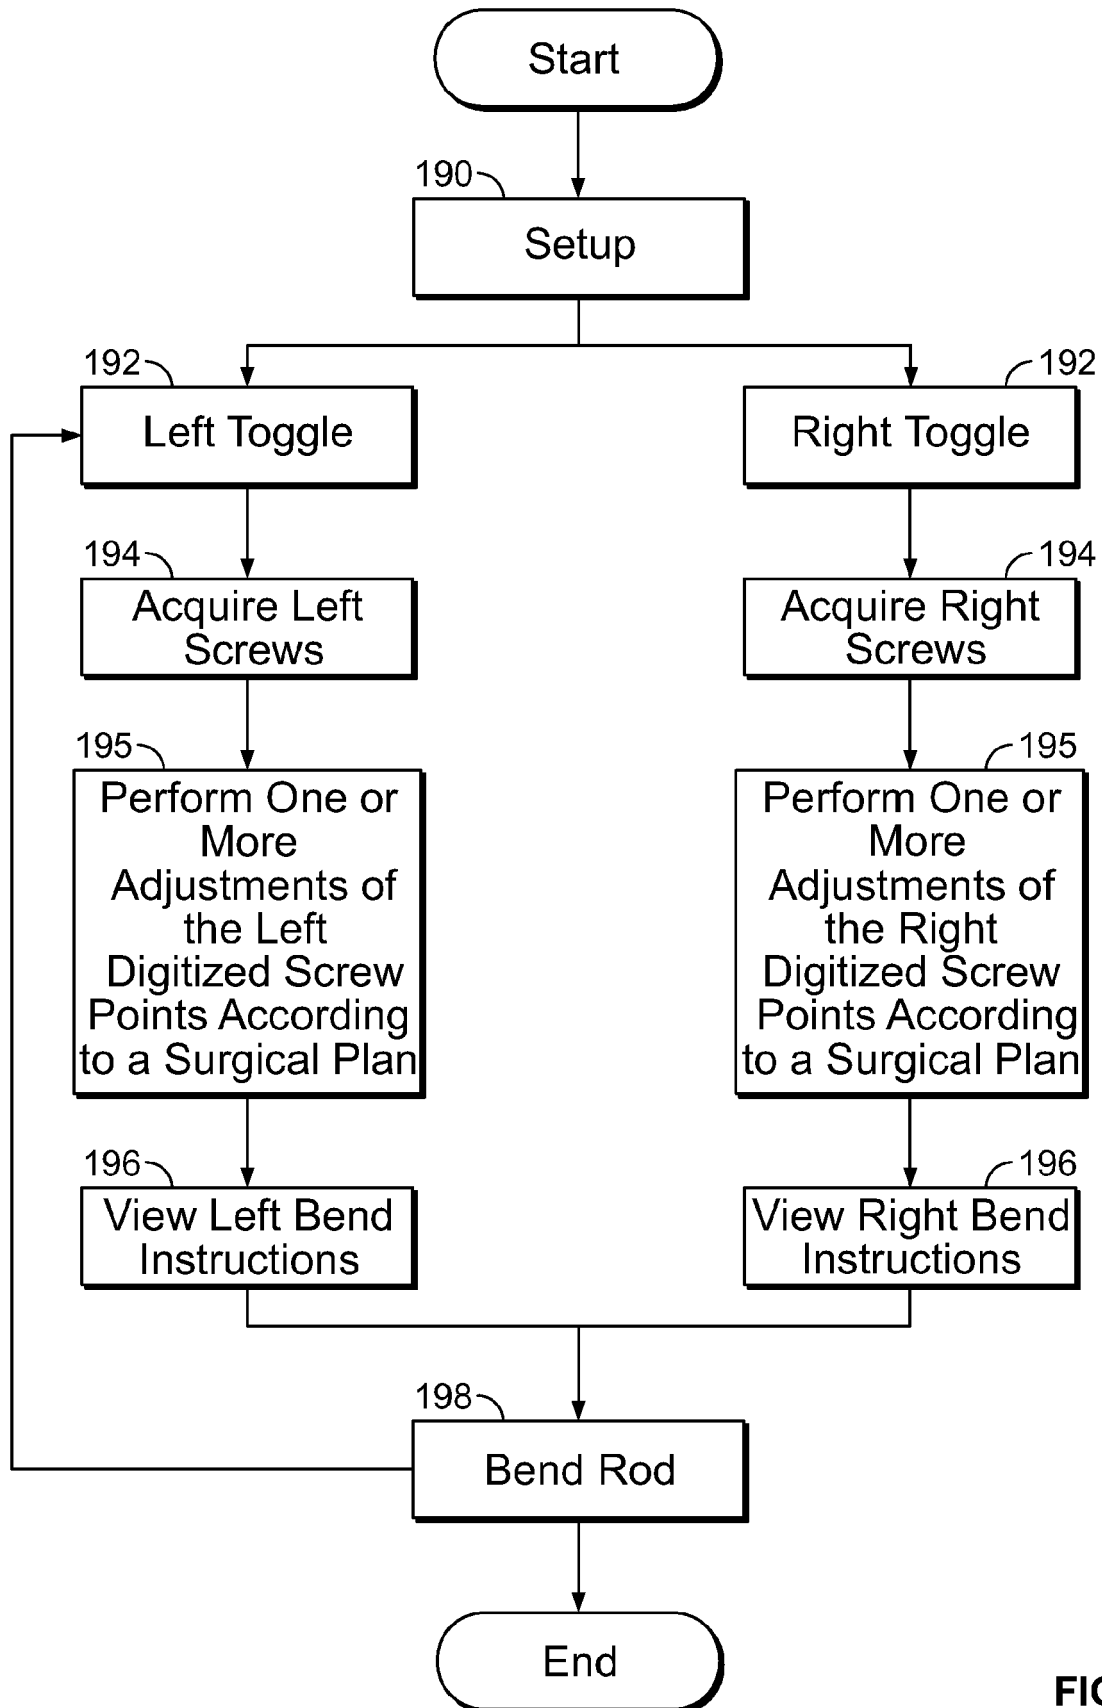 Start
190
Setup
192
Left Toggle
192
Right Toggle
194
Acquire Left
Screws
194
Acquire Right
Screws
195
Perform One or
More
Adjustments of
the Left
Digitized Screw
Points According
to a Surgical Plan
195
Perform One or
More
Adjustments of
the Right
Digitized Screw
Points According
to a Surgical Plan
196
View Left Bend
Instructions
196
View Right Bend
Instructions
198
Bend Rod
End